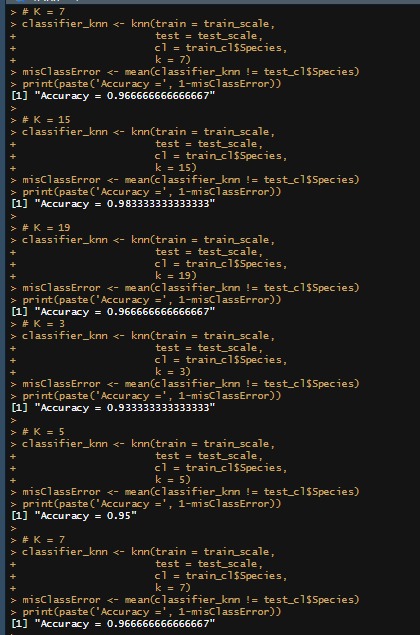 > # K = 7
> classifier_knn <- knn(train = train_scale,
+                       test = test_scale,
+                       cl = train_cl$Species,
+                       k = 7)
> misClassError <- mean(classifier_knn != test_cl$Species)
> print(paste('Accuracy =', 1-misClassError))
[1] "Accuracy = 0.966666666666667"
>
> # K = 15
> classifier_knn <- knn(train = train_scale,
+                       test = test_scale,
+                       cl = train_cl$Species,
+                       k = 15)
> misClassError <- mean(classifier_knn != test_cl$Species)
> print(paste('Accuracy =', 1-misClassError))
[1] "Accuracy = 0.983333333333333"
>
> # K = 19
> classifier_knn <- knn(train = train_scale,
+                       test = test_scale,
+                       cl = train_cl$Species,
+                       k = 19)
> misClassError <- mean(classifier_knn != test_cl$Species)
> print(paste('Accuracy =', 1-misClassError))
[1] "Accuracy = 0.966666666666667"
> # K = 3
> classifier_knn <- knn(train = train_scale,
+                       test = test_scale,
+                       cl = train_cl$Species,
+                       k = 3)
> misClassError <- mean(classifier_knn != test_cl$Species)
> print(paste('Accuracy =', 1-misClassError))
[1] "Accuracy = 0.933333333333333"
>
> # K = 5
> classifier_knn <- knn(train = train_scale,
+                       test = test_scale,
+                       cl = train_cl$Species,
+                       k = 5)
> misClassError <- mean(classifier_knn != test_cl$Species)
> print(paste('Accuracy =', 1-misClassError))
[1] "Accuracy = 0.95"
>
> # K = 7
> classifier_knn <- knn(train = train_scale,
+                       test = test_scale,
+                       cl = train_cl$Species,
+                       k = 7)
> misClassError <- mean(classifier_knn != test_cl$Species)
> print(paste('Accuracy =', 1-misClassError))
[1] "Accuracy = 0.966666666666667"